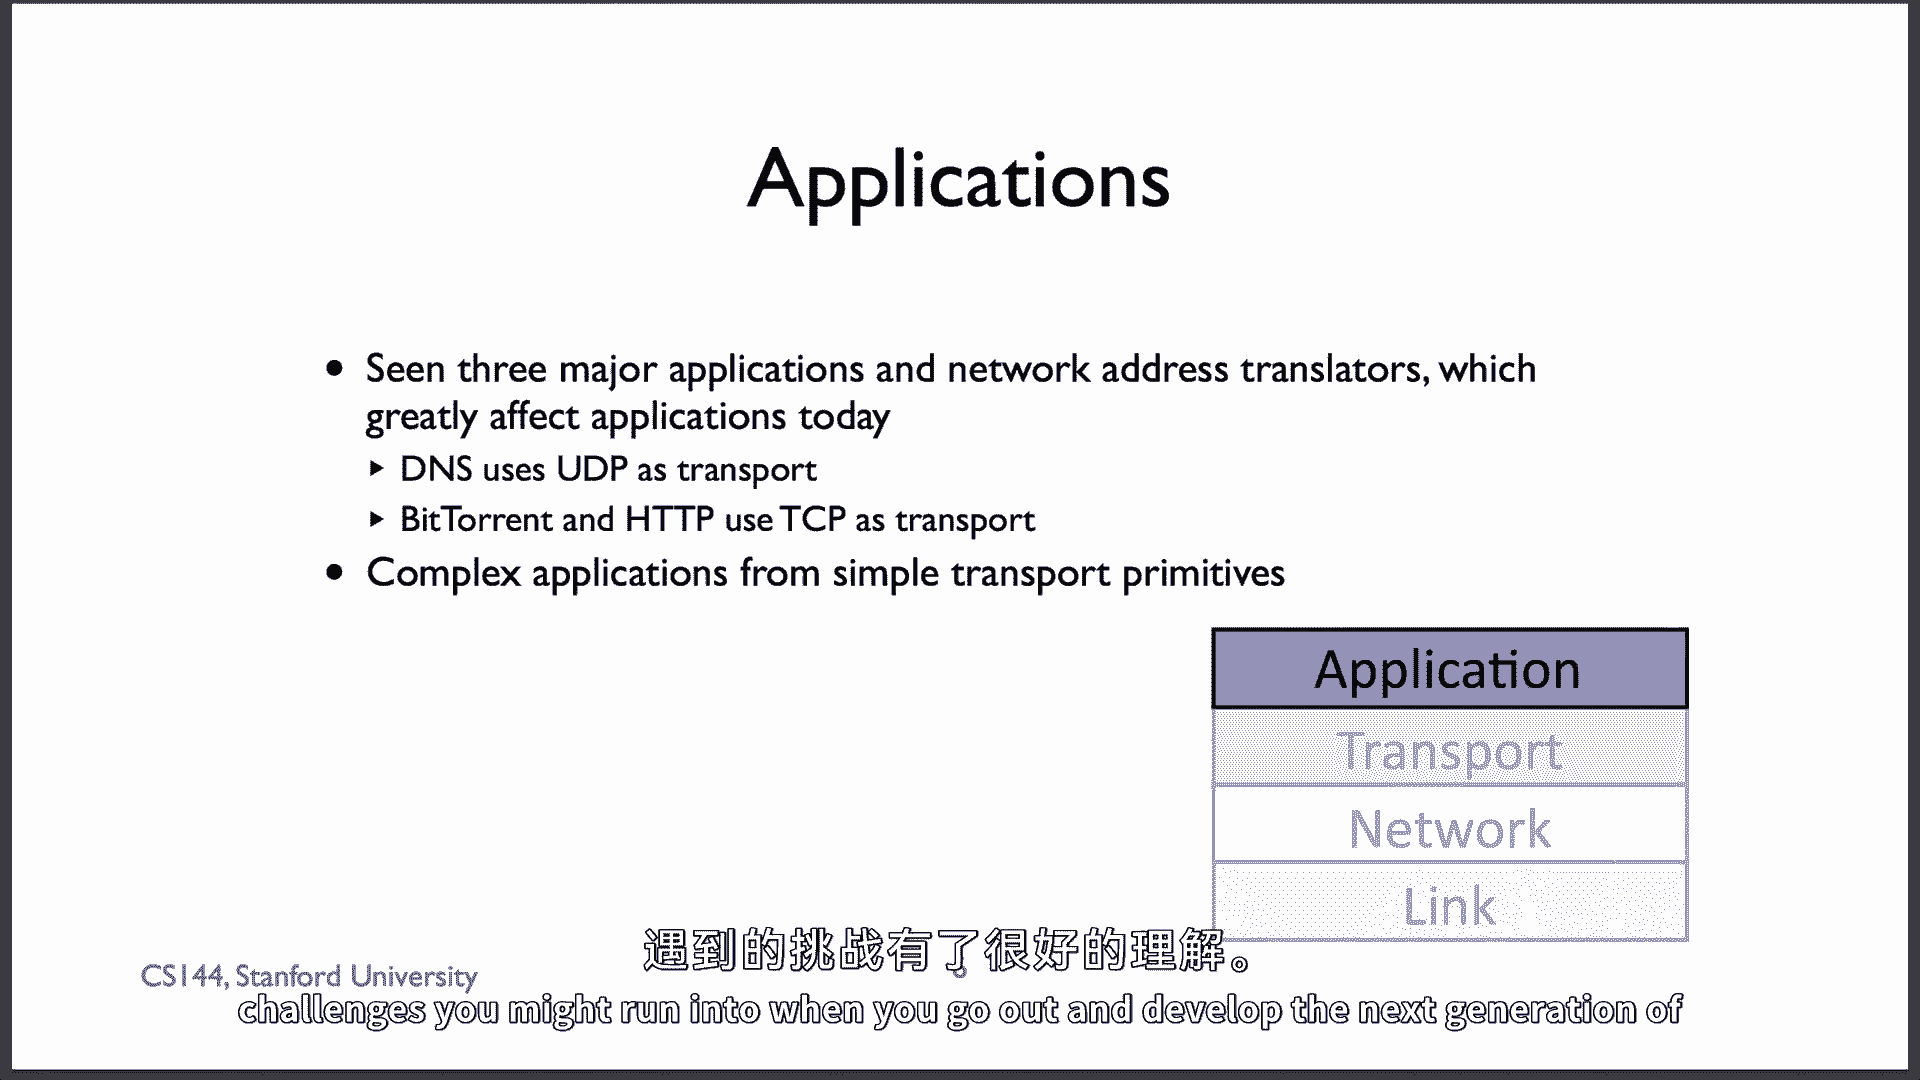 Applications
• Seen three major applications and network address translators, which
greatly affect applications today
▸ DNS uses UDP as transport
▸ BitTorrent and HTTP use TCP as transport
• Complex applications from simple transport primitives
Application
Transport
Network
Link
遇到的挑战有了很好的理解。
CS144, Stanford University
challenges you might run into when you go out and develop the next generation of